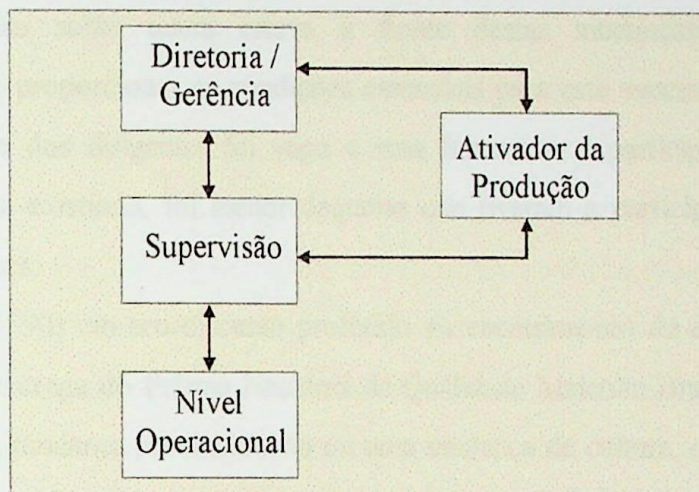 Diretoria /
Gerência
Ativador da
Produção
Supervisão
Nível
Operacional